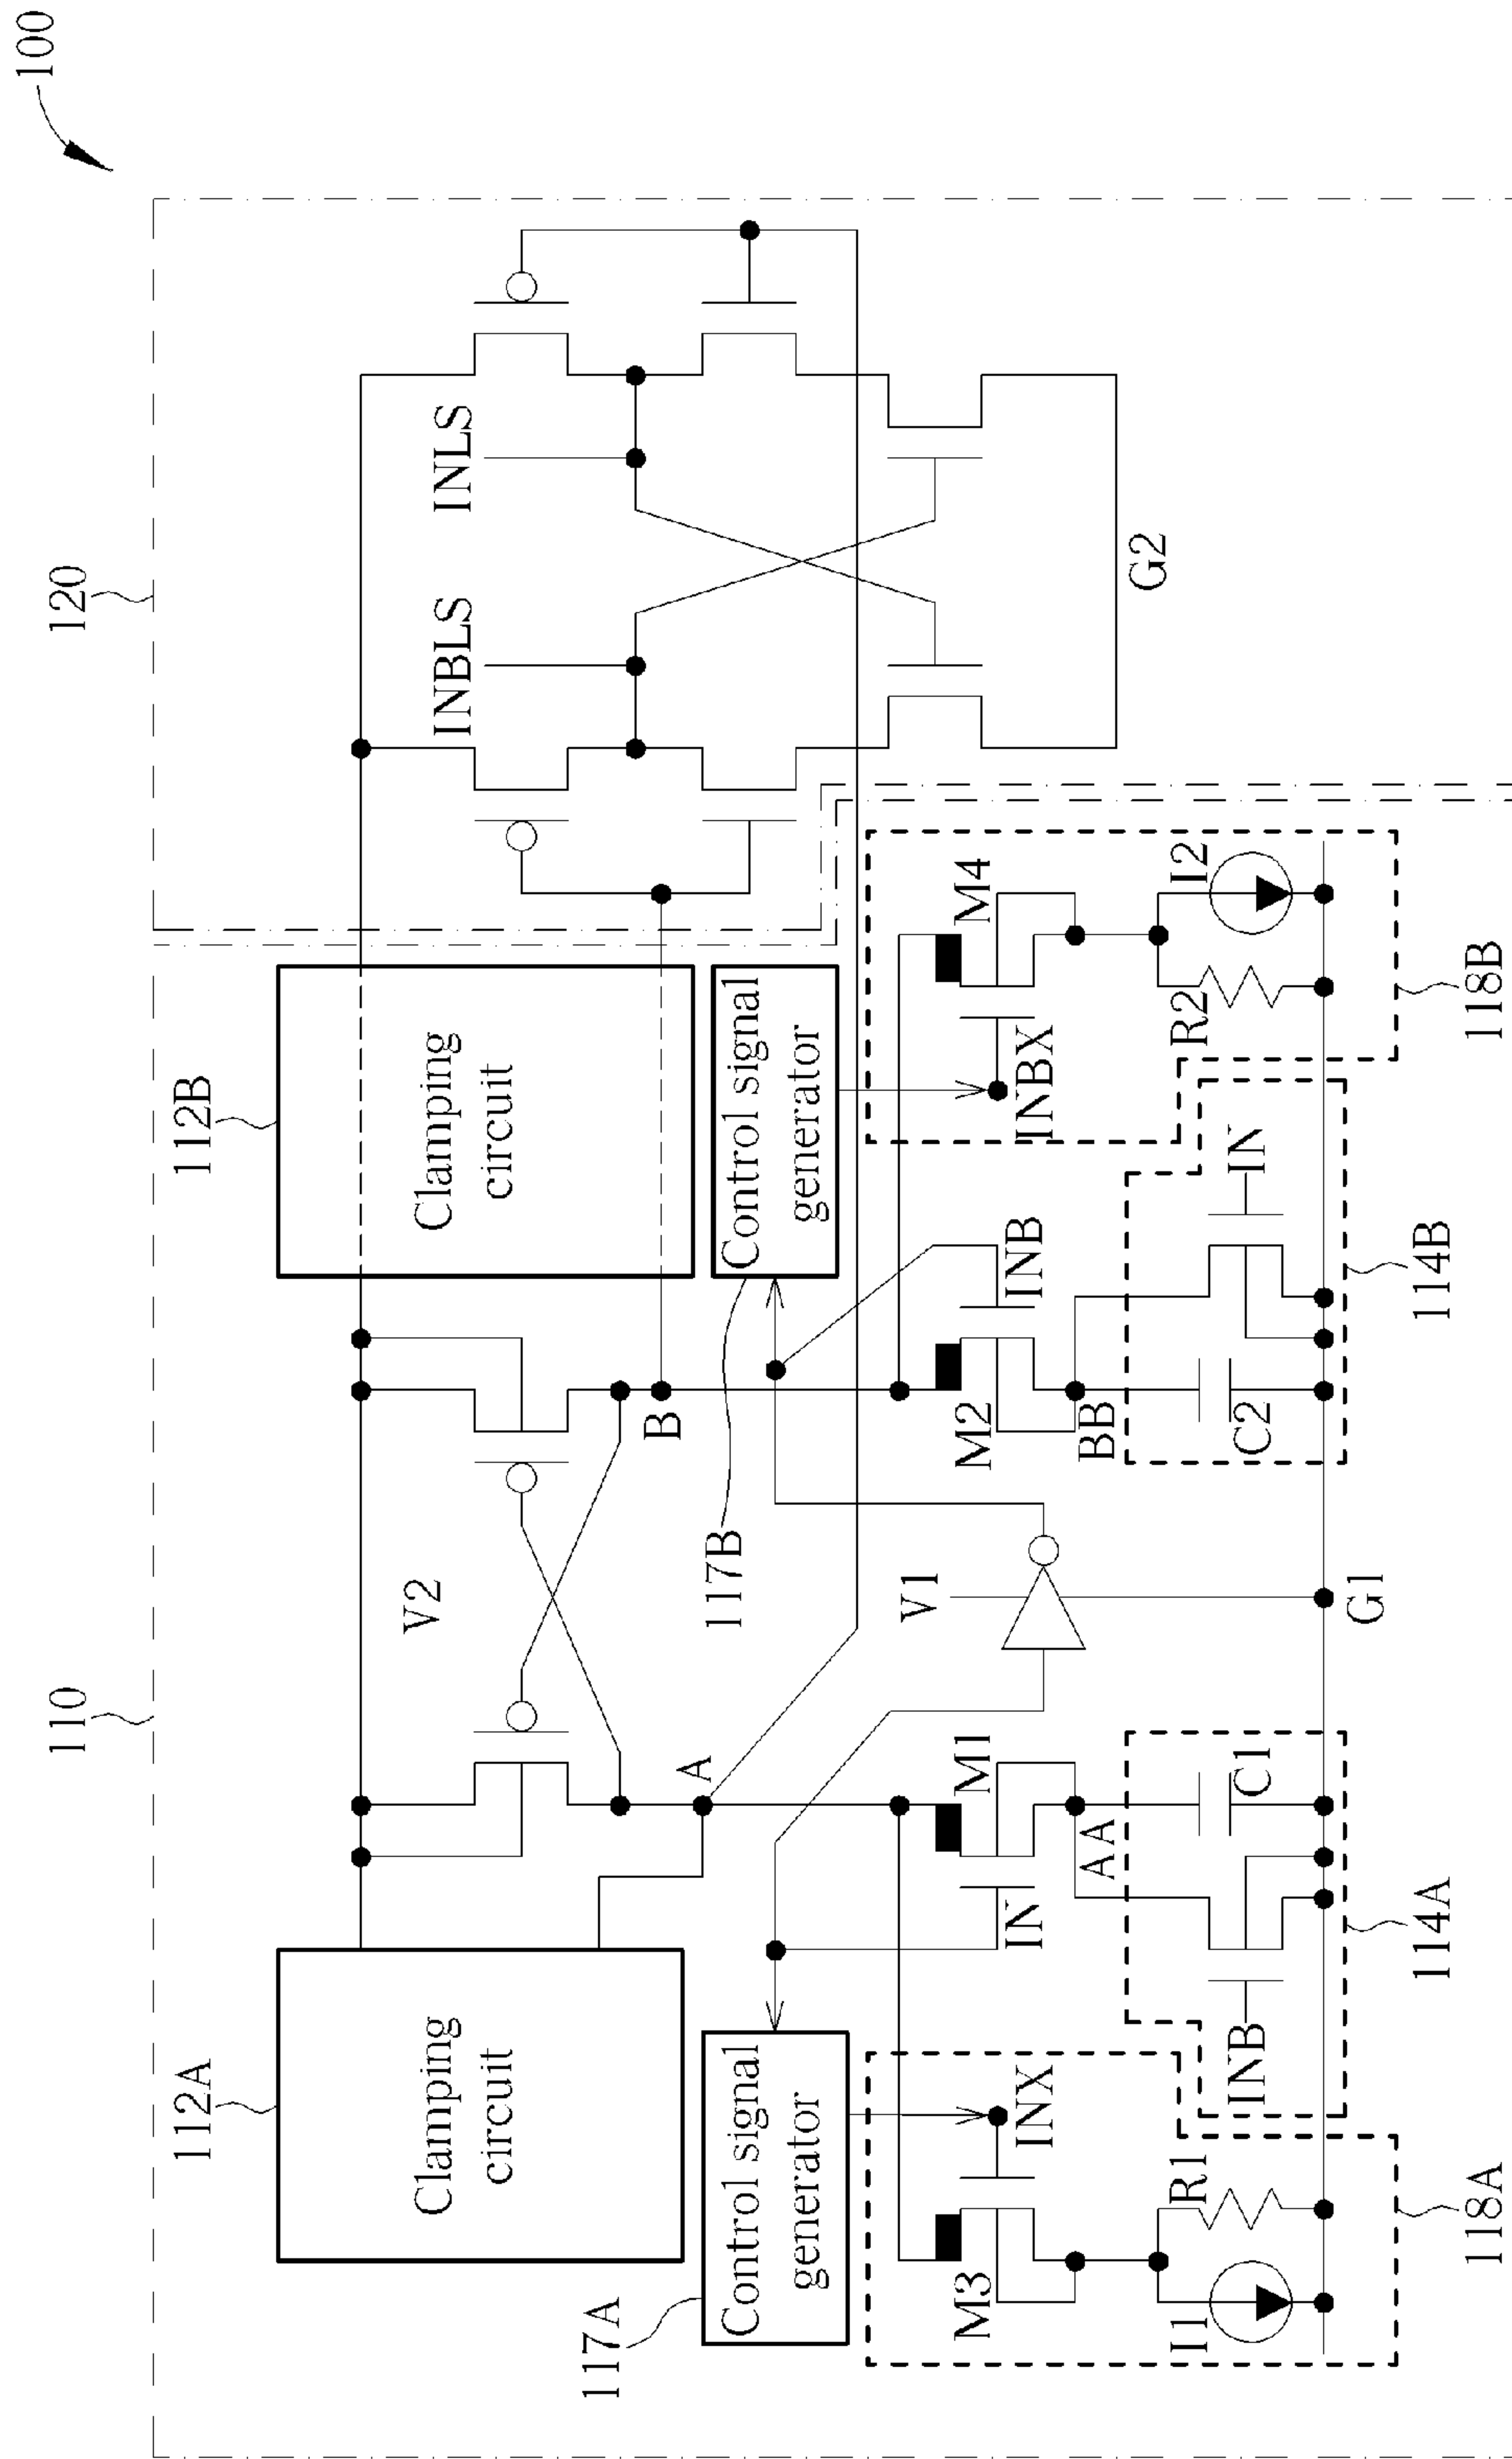 100
110
120
112A
112B
Clamping
circuit
Clamping
circuit
V2
INBLS
INLS
A
B
117A
Control signal
generator
117B
Control signal
generator
M3
INX
IN
M1
V1
M2
INB
INBX
M4
AA
BB
G2
I1
R1
INB
C1
C2
IN
R2
I2
G1
118A
114A
114B
118B